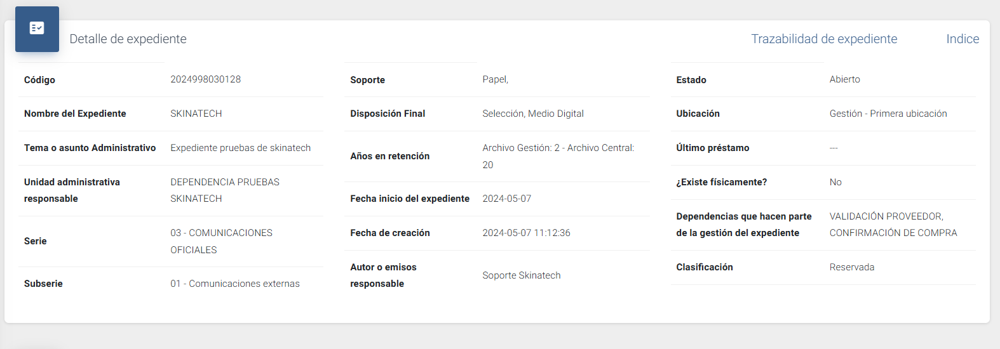 Detalle de expediente
Trazabilidad de expediente
Indice
Código 2024998030128
Nombre del Expediente SKINATECH
Tema o asunto Administrativo Expediente pruebas de skinatech
Unidad administrativa responsable DEPENDENCIA PRUEBAS SKINATECH
Serie 03 - COMUNICACIONES OFICIALES
Subserie 01 - Comunicaciones externas
Soporte Papel,
Disposición Final Selección, Medio Digital
Años en retención Archivo Gestión: 2 - Archivo Central: 20
Fecha inicio del expediente 2024-05-07
Fecha de creación 2024-05-07 11:12:36
Autor o emisos responsable Soporte Skinatech
Estado Abierto
Ubicación Gestión - Primera ubicación
Último préstamo ---
¿Existe físicamente? No
Dependencias que hacen parte de la gestión del expediente VALIDACIÓN PROVEEDOR, CONFIRMACIÓN DE COMPRA
Clasificación Reservada